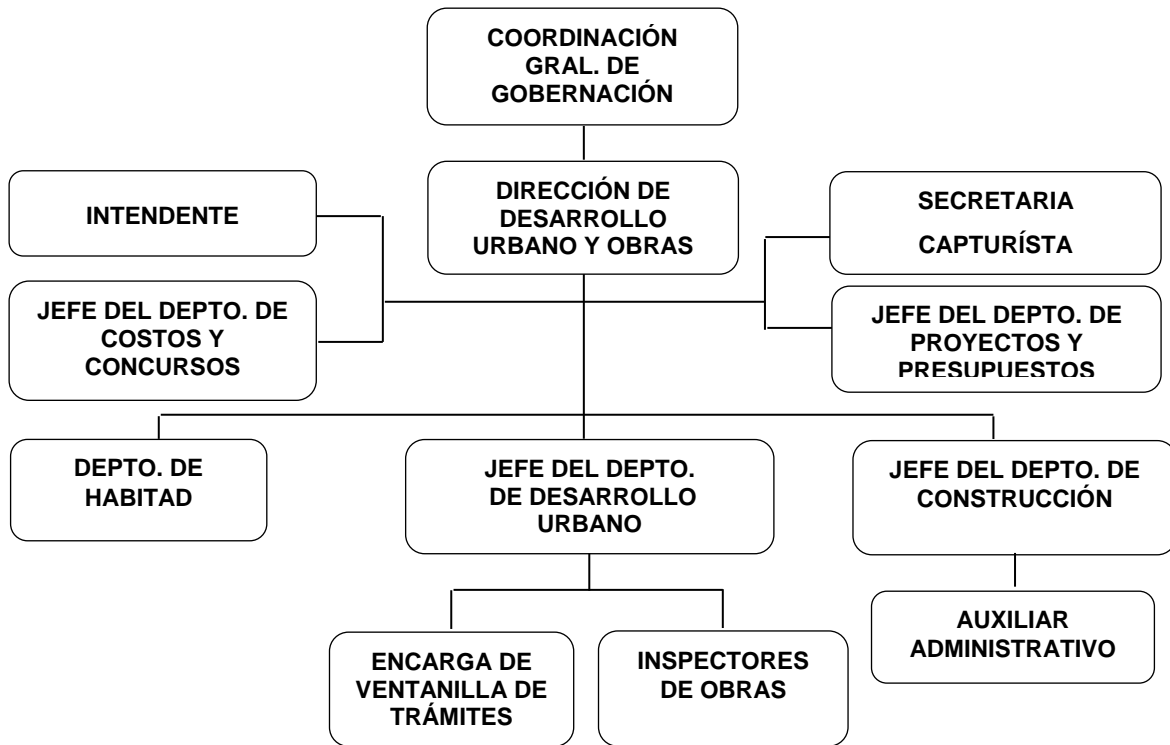 COORDINACIÓN
GRAL. DE
GOBERNACIÓN
INTENDENTE
DIRECCIÓN DE
DESARROLLO
URBANO Y OBRAS
SECRETARIA
CAPTURÍSTA
JEFE DEL DEPTO. DE
COSTOS Y
CONCURSOS
JEFE DEL DEPTO. DE
PROYECTOS Y
PRESUPUESTOS
DEPTO. DE
HABITAD
JEFE DEL DEPTO.
DE DESARROLLO
URBANO
JEFE DEL DEPTO. DE
CONSTRUCCIÓN
ENCARGA DE
VENTANILLA DE
TRÁMITES
INSPECTORES
DE OBRAS
AUXILIAR
ADMINISTRATIVO